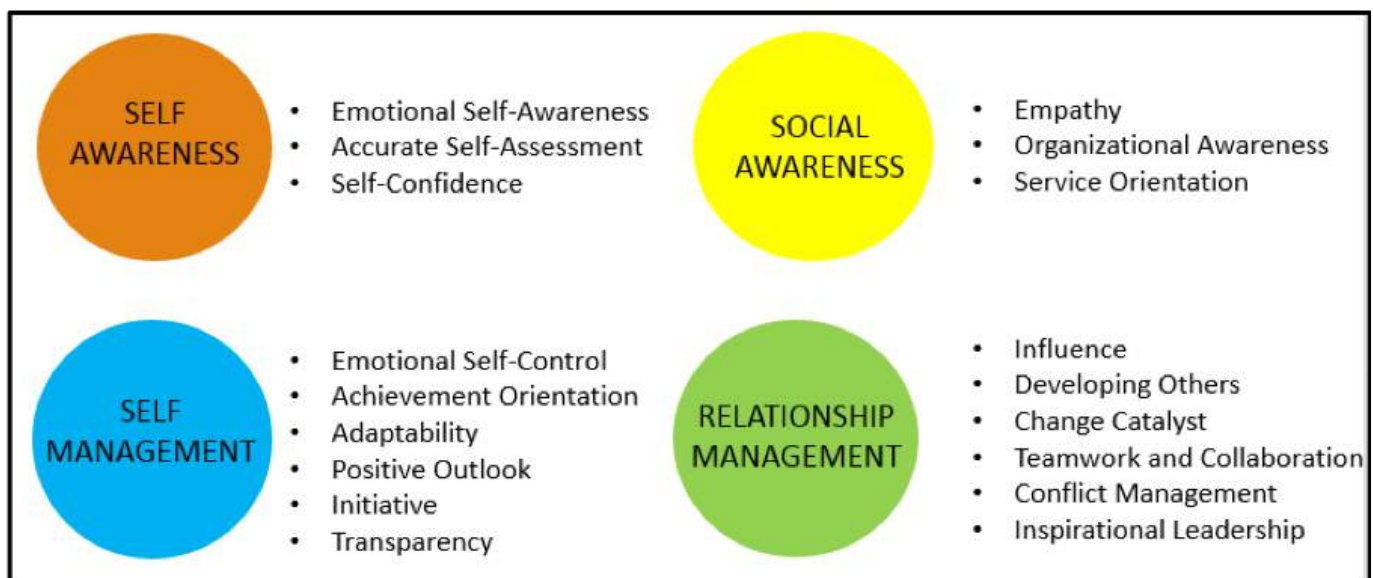 SELF
AWARENESS
• Emotional Self-Awareness
• Accurate Self-Assessment
• Self-Confidence
SOCIAL
AWARENESS
• Empathy
• Organizational Awareness
• Service Orientation
SELF
MANAGEMENT
• Emotional Self-Control
• Achievement Orientation
• Adaptability
• Positive Outlook
• Initiative
• Transparency
RELATIONSHIP
MANAGEMENT
• Influence
• Developing Others
• Change Catalyst
• Teamwork and Collaboration
• Conflict Management
• Inspirational Leadership